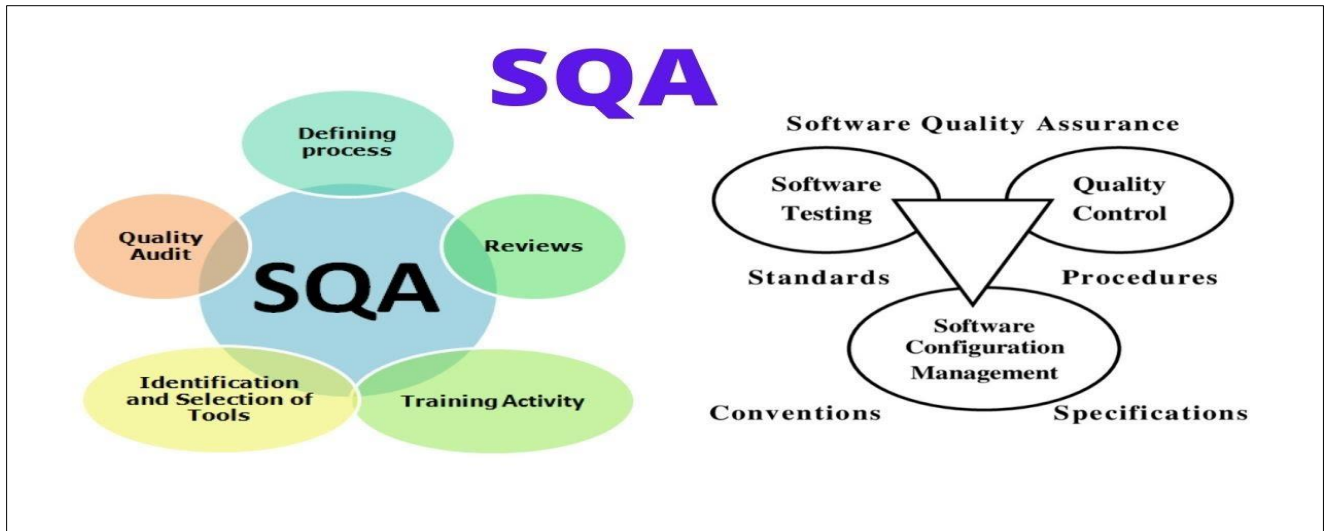 SQA
Defining
process
Quality
Audit
Reviews
SQA
Identification
and Selection of
Tools
Training Activity
Software Quality Assurance
Software
Testing
Quality
Control
Standards
Procedures
Software
Configuration
Management
Conventions
Specifications